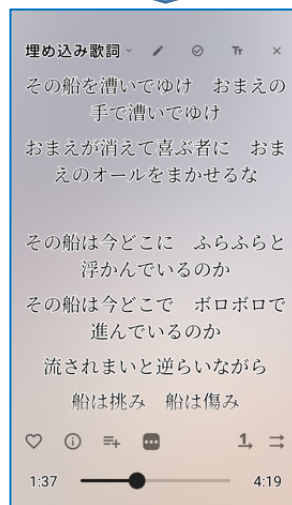 埋め込み歌詞
Tr
その船を漕いでゆけ　おまえの
手で漕いでゆけ
おまえが消えて喜ぶ者に　おま
えのオールをまかせるな
その船は今どこに　ふらふらと
浮かんでいるのか
その船は今どこで　ボロボロで
進んでいるのか
流されまいと逆らいながら
船は挑み　船は傷み
1
1:37
4:19